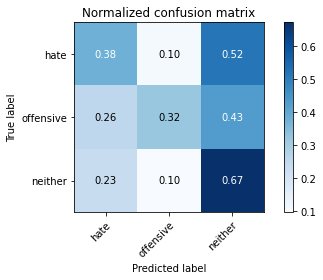 Normalized confusion matrix
True label
hate
offensive
neither
0.38 0.10 0.52
0.26 0.32 0.43
0.23 0.10 0.67
hate
offensive
neither
Predicted label
0.6
0.5
0.4
0.3
0.2
0.1